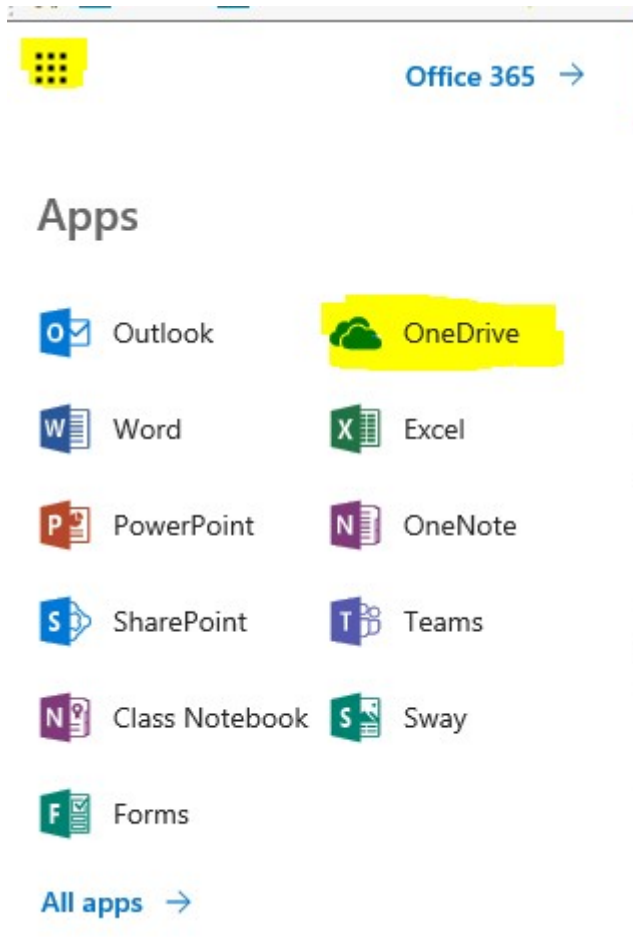 Office 365 →
Apps
Outlook OneDrive
Word Excel
PowerPoint OneNote
SharePoint Teams
Class Notebook Sway
Forms
All apps →